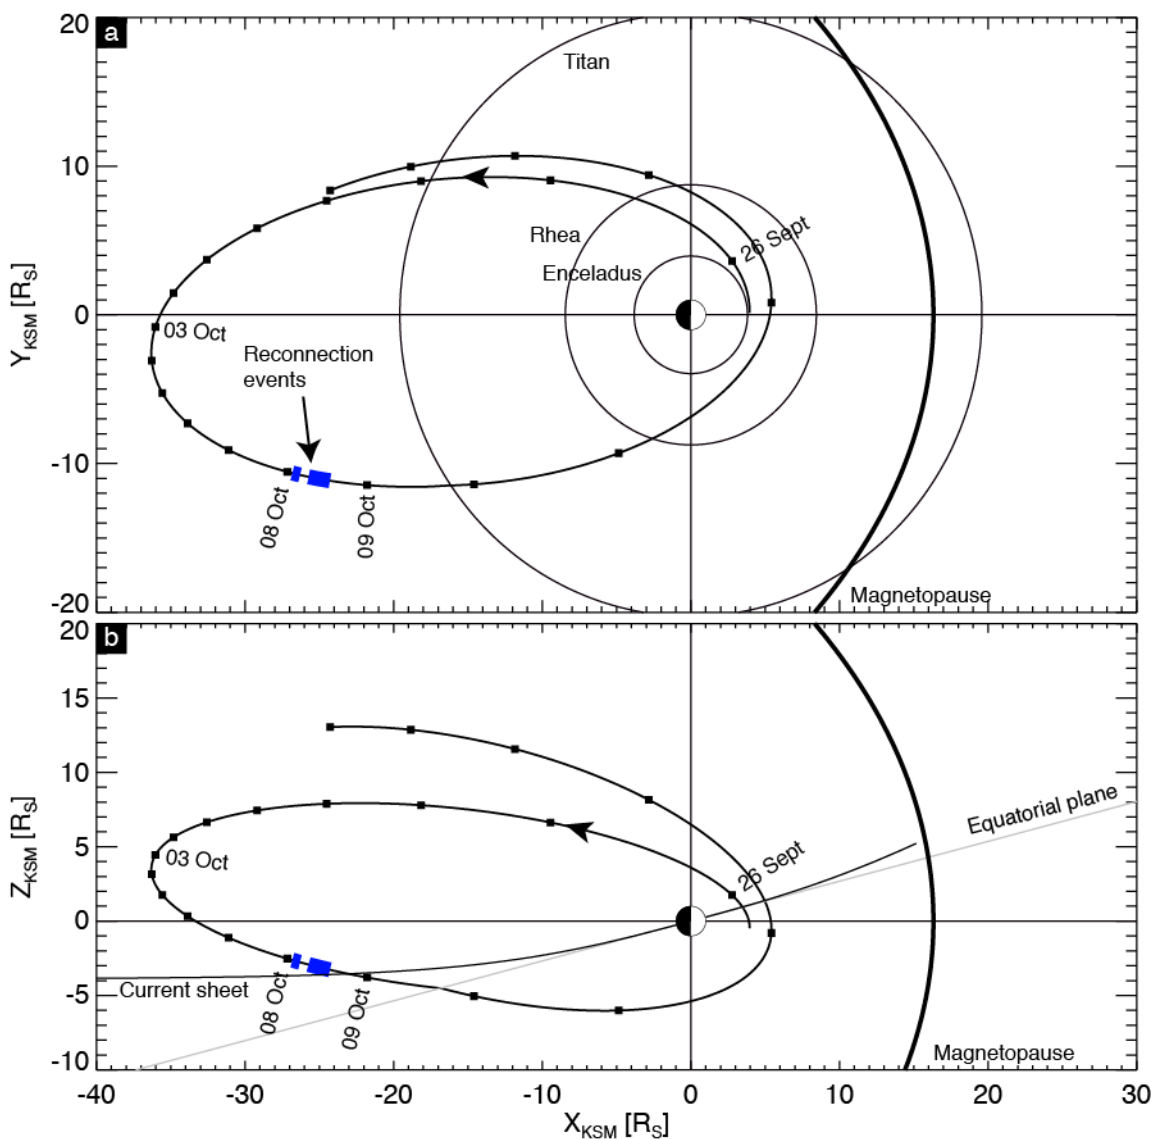 a
20
10
0
-10
-20
Y_KSM [R_S]
Titan
Rhea
Enceladus
26 Sept
03 Oct
Reconnection
events
08 Oct
09 Oct
Magnetopause
b
20
15
10
5
0
-5
-10
Z_KSM [R_S]
03 Oct
26 Sept
Equatorial plane
Current sheet
08 Oct
09 Oct
Magnetopause
-40 -30 -20 -10 0 10 20 30
X_KSM [R_S]